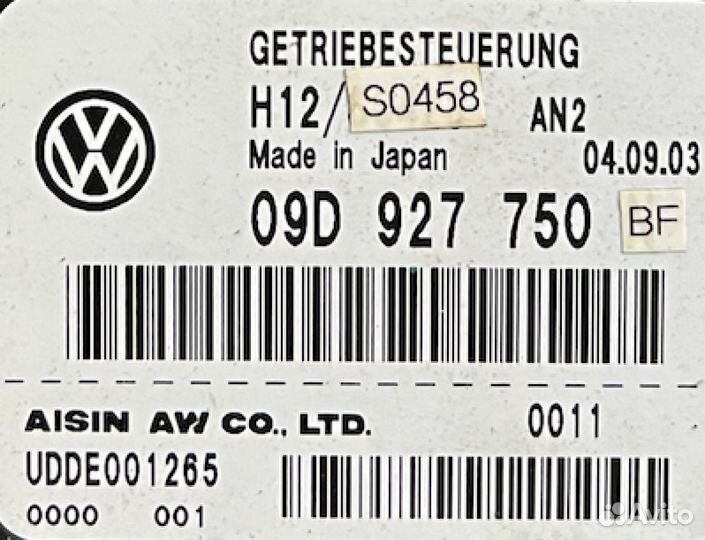 GETRIEBESTEUERUNG
H12/ S0458 AN2
Made in Japan 04.09.03
09D 927 750 BF
AISIN AW CO., LTD. 0011
UDDE001265
0000 001
Avito